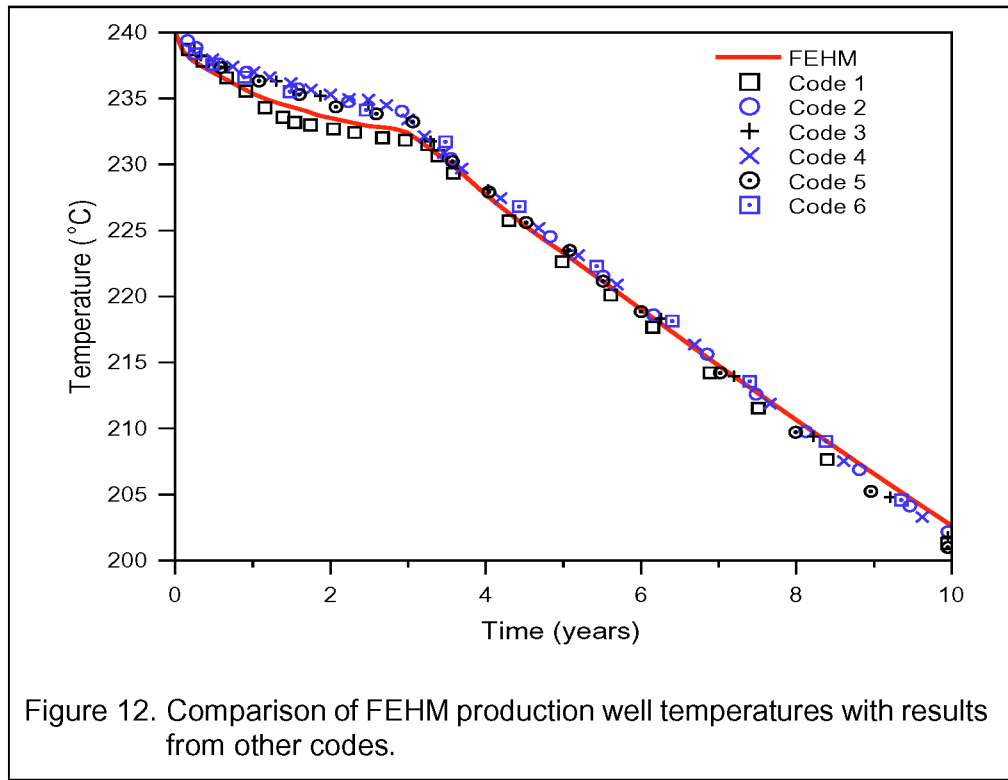 240
235
230
225
220
215
210
205
200
Temperature (°C)
FEHM
Code 1
Code 2
Code 3
Code 4
Code 5
Code 6
0 2 4 6 8 10
Time (years)
Figure 12. Comparison of FEHM production well temperatures with results
from other codes.